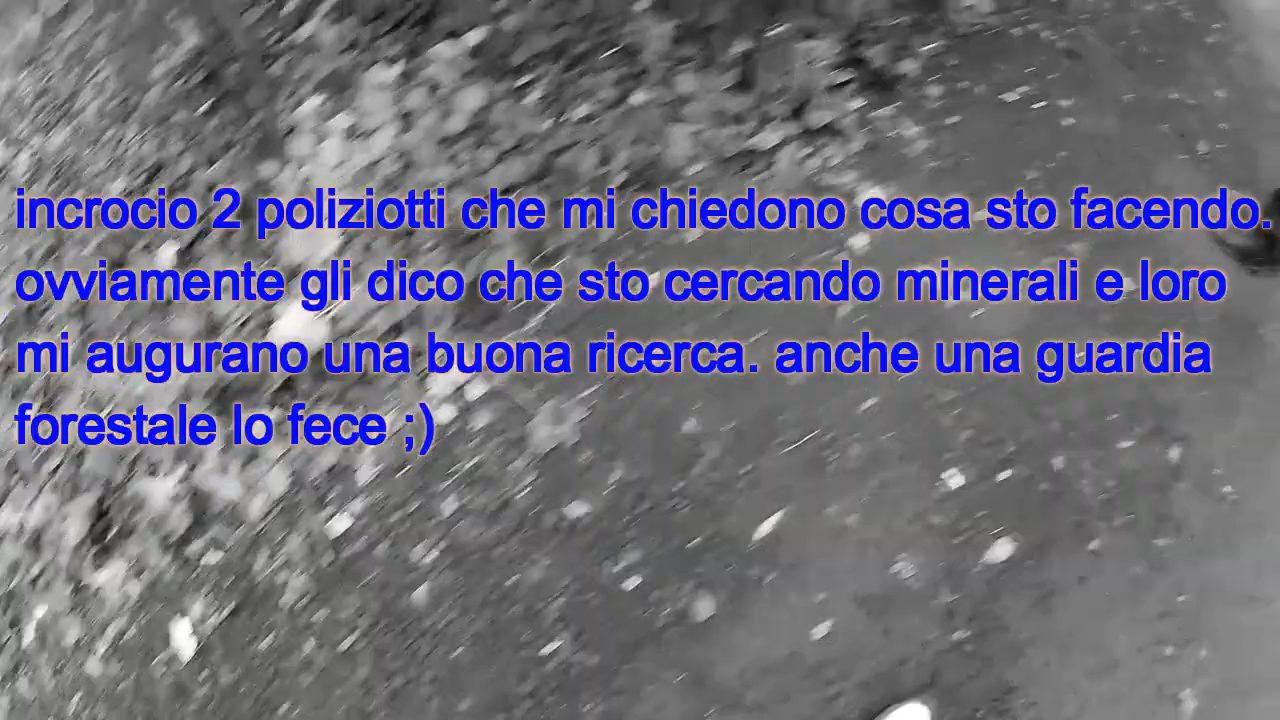 incrocio 2 poliziotti che mi chiedono cosa sto facendo.
ovviamente gli dico che sto cercando minerali e loro
mi augurano una buona ricerca. anche una guardia
forestale lo fece ;)